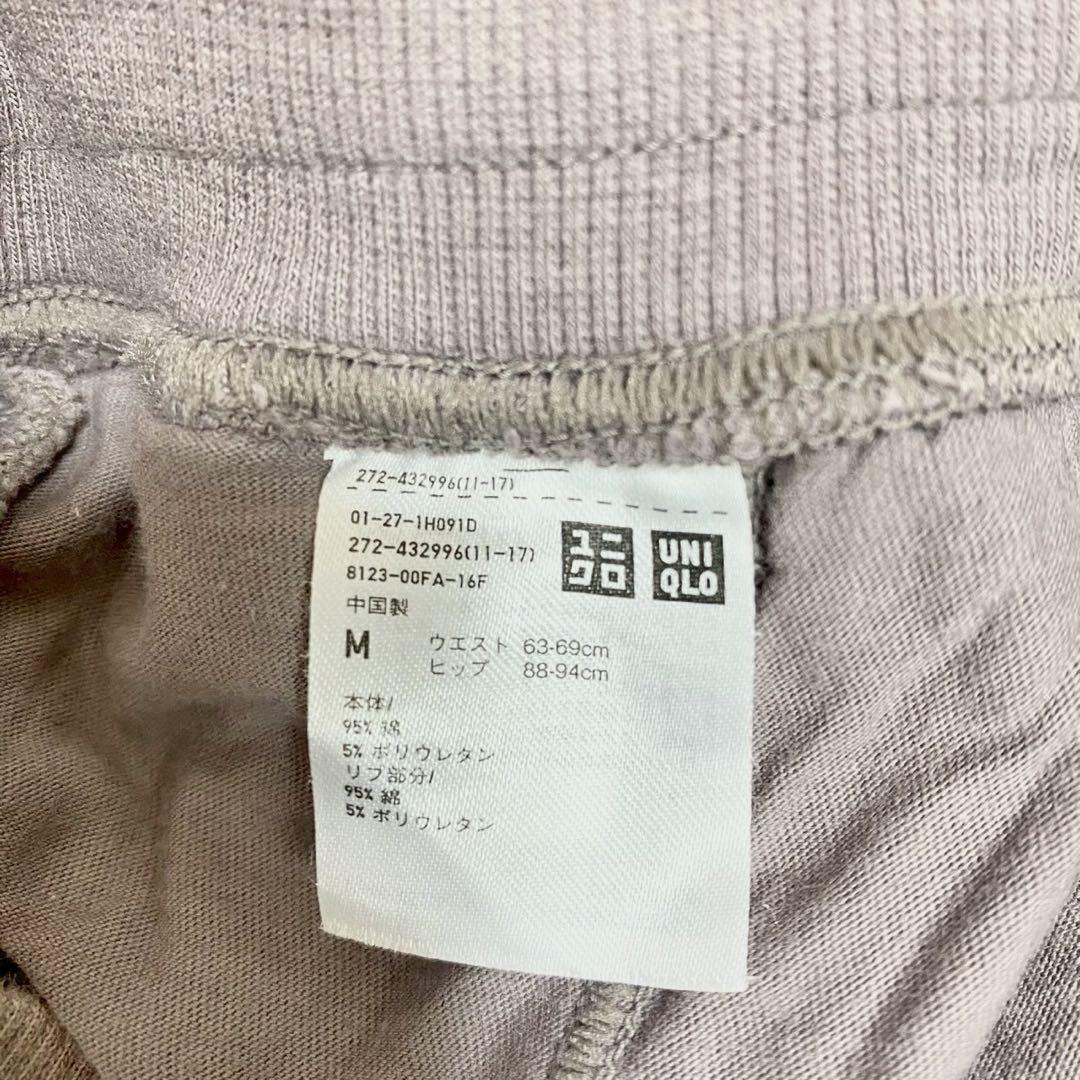 272-432996(11-17)
01-27-1H091D
272-432996(11-17)
8123-00FA-16F
ユニ
クロ
UNI
QLO
中国製
M ウエスト 63-69cm
ヒップ 88-94cm
本体/
95% 綿
5% ポリウレタン
リブ部分/
95% 綿
5% ポリウレタン